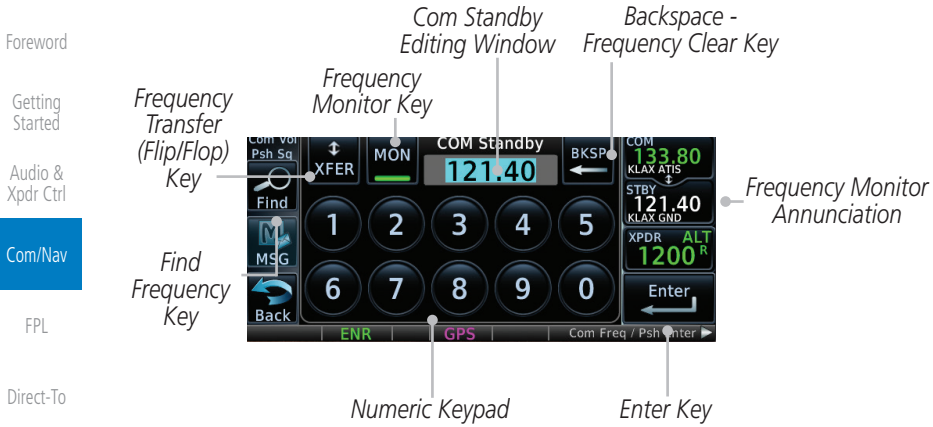 Foreword
Getting
Started
Audio &
Xpdr Ctrl
Com/Nav
FPL
Direct-To
Com Standby
Editing Window
Backspace -
Frequency Clear Key
Frequency
Monitor Key
Frequency
Transfer
(Flip/Flop)
Key
Find
Frequency
Key
Frequency Monitor
Annunciation
Numeric Keypad
Enter Key
Com Vol
Psh Sq
XFER
MON
COM Standby
121.40
BKSP
COM
133.80
KLAX ATIS
STBY
121.40
KLAX GND
Find
1 2 3 4 5
XPDR ALT
1200 R
MSG
6 7 8 9 0
Enter
Back
ENR GPS Com Freq / Psh Enter